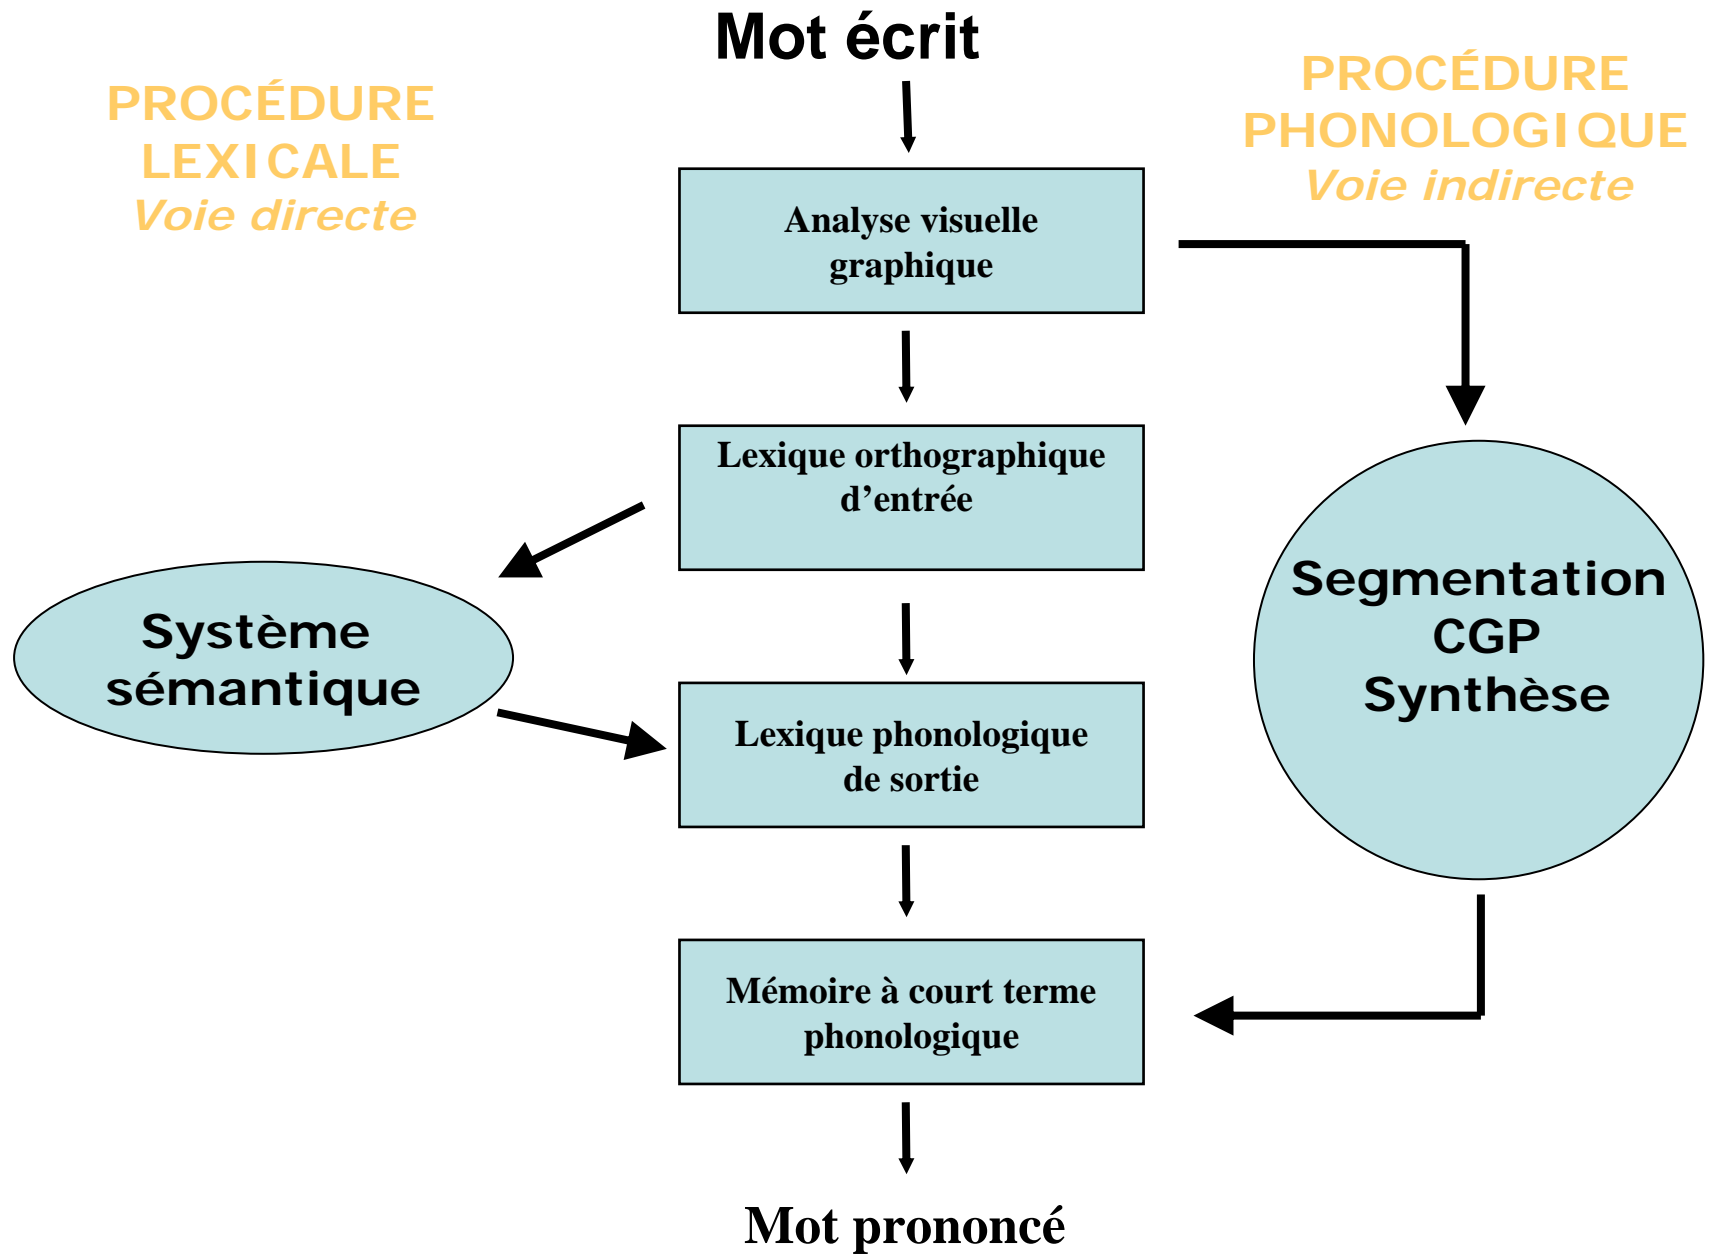 Mot écrit
PROCÉDURE
LEXICALE
Voie directe
PROCÉDURE
PHONOLOGIQUE
Voie indirecte
Analyse visuelle
graphique
Lexique orthographique
d’entrée
Système
sémantique
Segmentation
CGP
Synthèse
Lexique phonologique
de sortie
Mémoire à court terme
phonologique
Mot prononcé